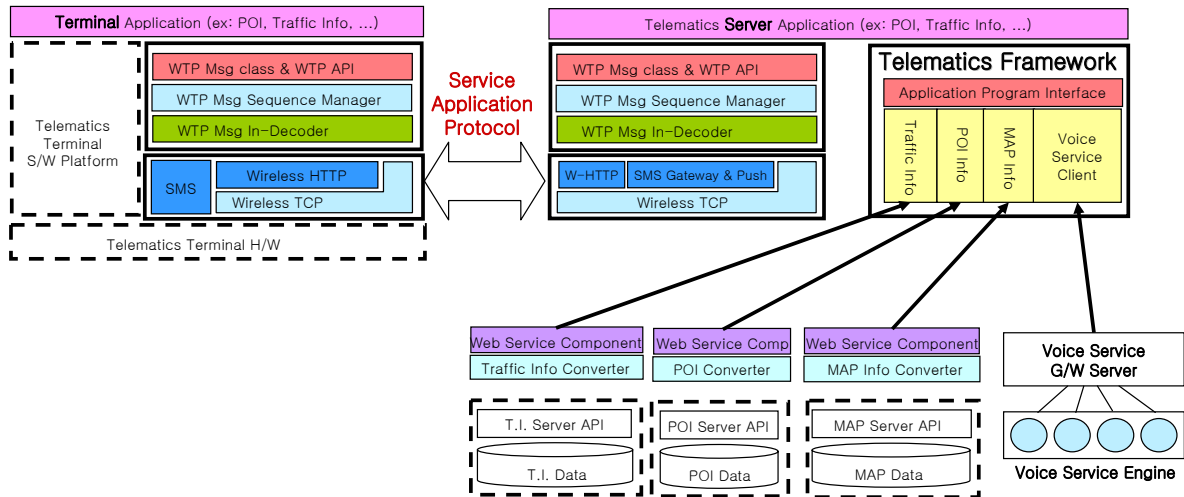 Terminal Application (ex: POI, Traffic Info, ...)
Telematics
Terminal
S/W Platform
WTP Msg class & WTP API
WTP Msg Sequence Manager
WTP Msg In-Decoder
SMS
Wireless HTTP
Wireless TCP
Telematics Terminal H/W
Service
Application
Protocol
Telematics Server Application (ex: POI, Traffic Info, ...)
WTP Msg class & WTP API
WTP Msg Sequence Manager
WTP Msg In-Decoder
W-HTTP
SMS Gateway & Push
Wireless TCP
Telematics Framework
Application Program Interface
Traffic Info
POI Info
MAP Info
Voice
Service
Client
Web Service Component
Traffic Info Converter
T.I. Server API
T.I. Data
Web Service Comp
POI Converter
POI Server API
POI Data
Web Service Component
MAP Info Converter
MAP Server API
MAP Data
Voice Service
G/W Server
Voice Service Engine